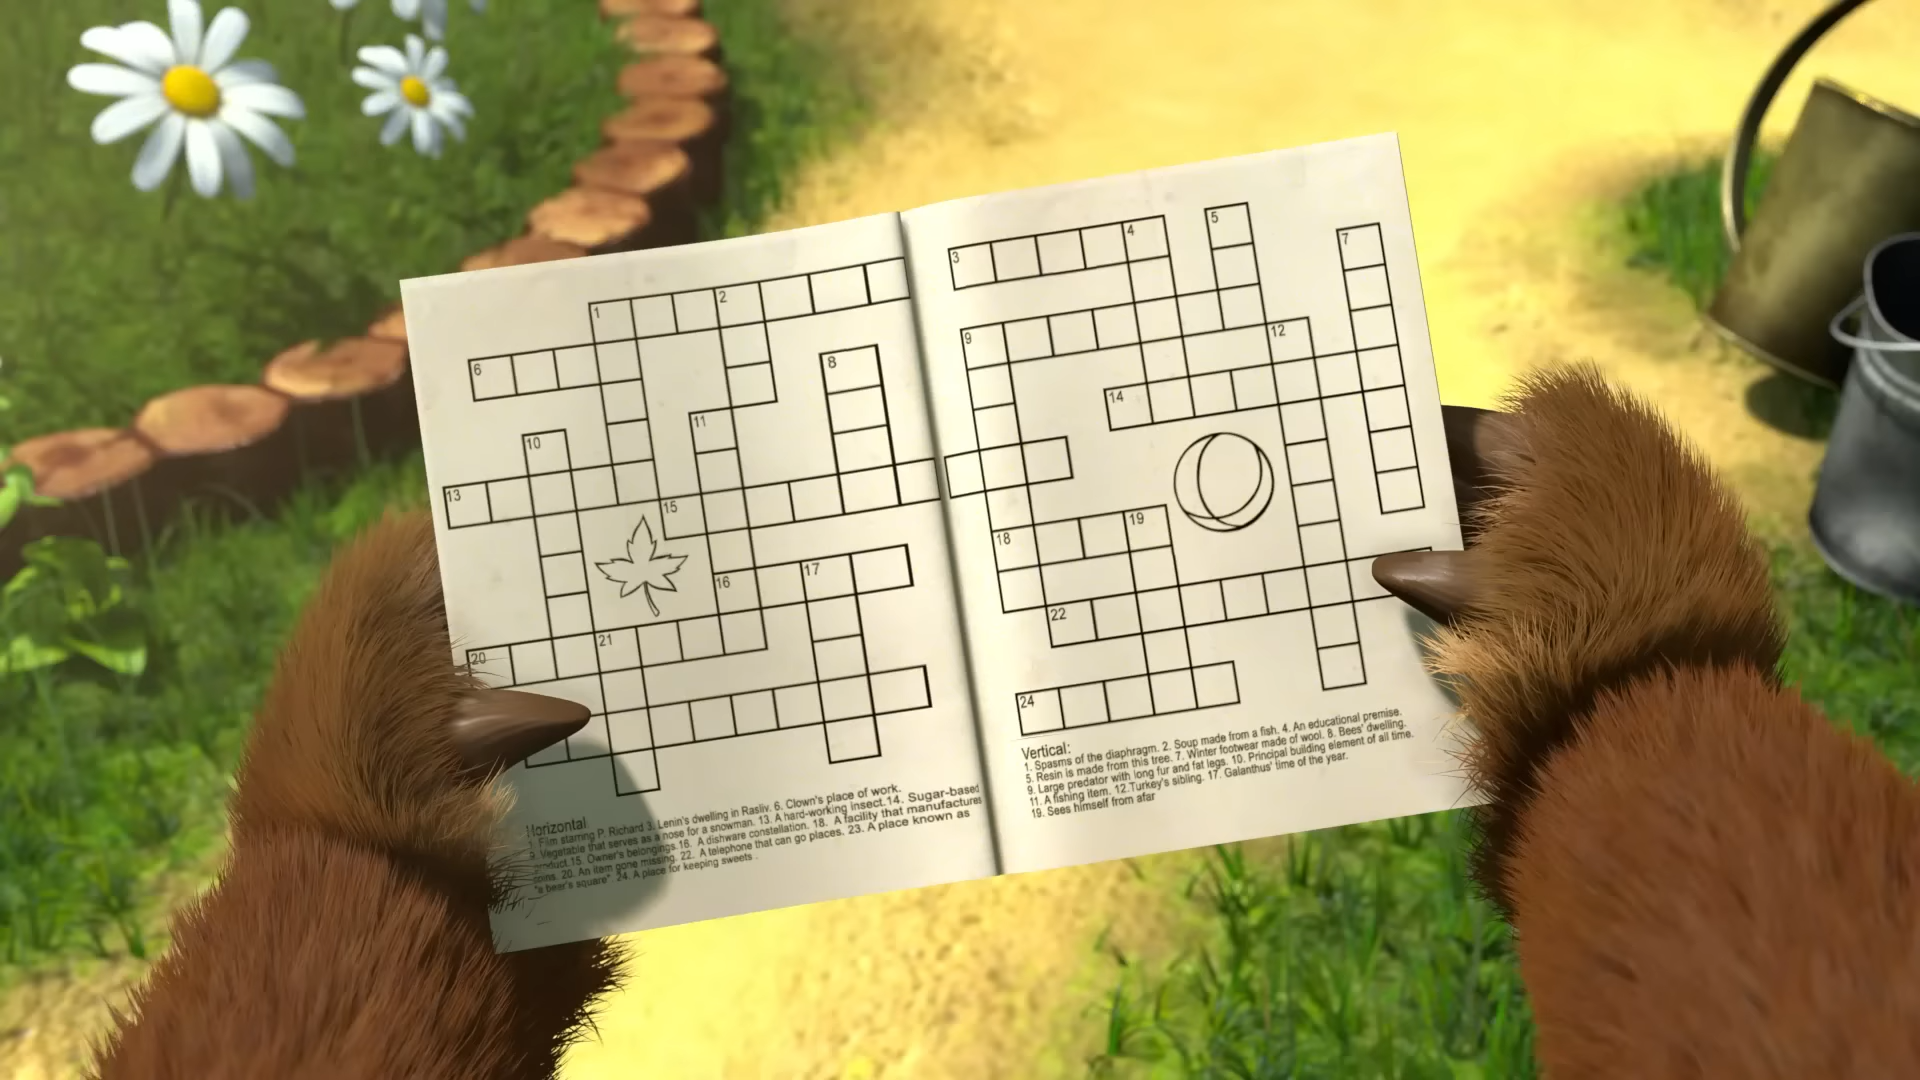 3
4
5
7
1
2
9
12
6
8
14
11
10
13
15
19
18
17
16
22
21
20
24
Vertical:
1. Spasms of the diaphragm. 2. Soup made from a fish. 4. An educational premise.
5. Resin is made from this tree. 7. Winter footwear made of wool. 8. Bees' dwelling.
9. Large predator with long fur and fat legs. 10. Principal building element of all time.
11. A fishing item. 12.Turkey's sibling. 17. Galanthus' time of the year.
19. Sees himself from afar
Horizontal
1. Film starring P. Richard 3. Lenin's dwelling in Rasliv. 6. Clown's place of work.
9. Vegetable that serves as a nose for a snowman. 13. A hard-working insect.14. Sugar-based
product.15. Owner's belongings.16. A dishware constellation. 18. A facility that manufactures
coins. 20. An item gone missing. 22. A telephone that can go places. 23. A place known as
"a bear's square". 24. A place for keeping sweets .